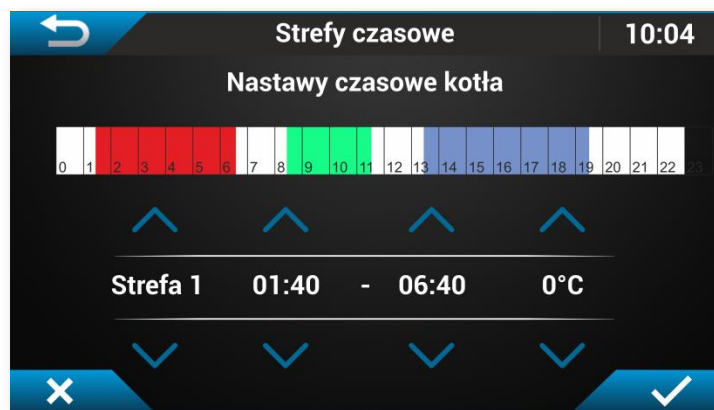 Strefy czasowe 10:04
Nastawy czasowe kotła
0 1 2 3 4 5 6 7 8 9 10 11 12 13 14 15 16 17 18 19 20 21 22 23
Strefa 1 01:40 - 06:40 0°C